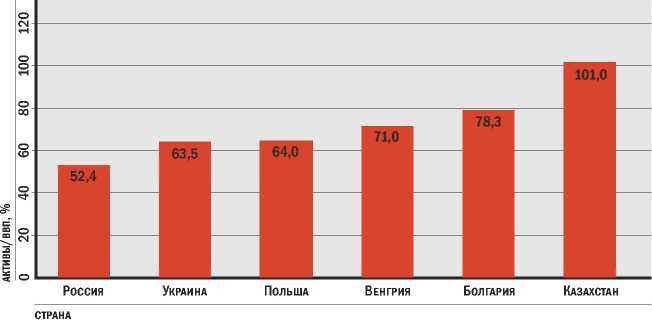 120
100
80
60
40
20
0
АКТИВЫ/ВВП, %
52,4
63,5
64,0
71,0
78,3
101,0
РОССИЯ
УКРАИНА
ПОЛЬША
ВЕНГРИЯ
БОЛГАРИЯ
КАЗАХСТАН
СТРАНА